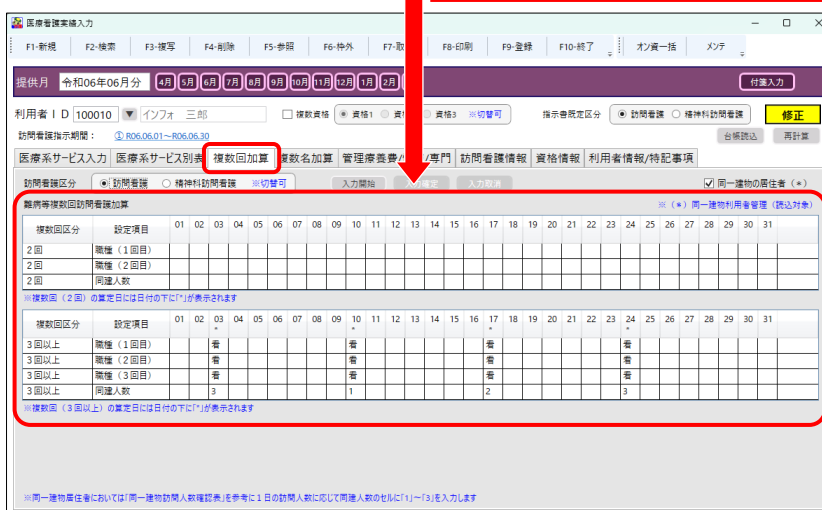 医療看護実績入力
F1-新規 F2-検索 F3-複写 F4-削除 F5-参照 F6-枠外 F8-印刷 F9-登録 F10-終了 オン資一括 メンテ
提供月 令和06年06月分 4月 5月 6月 7月 8月 9月 10月 11月 12月 1月 2月 付箋入力
利用者ID 100010 ▼ インフォ 三郎 複数資格 資格1 資格3 ※切替可 指示書既定区分 訪問看護 精神科訪問看護 修正
訪問看護指示期間: ① R06.06.01~R06.06.30 台帳読込 再計算
医療系サービス入力 医療系サービス別表 複数回加算 複数名加算 管理療養費/ /専門 訪問看護情報 資格情報 利用者情報/特記事項
訪問看護区分 訪問看護 精神科訪問看護 ※切替可 入力開始 入力確定 入力取消 同一建物の居住者(*)
難病等複数回訪問看護加算 ※(*)同一建物利用者管理(読込対象)
複数回区分 設定項目 01 02 03 04 05 06 07 08 09 10 11 12 13 14 15 16 17 18 19 20 21 22 23 24 25 26 27 28 29 30 31
2回 職種(1回目)
2回 職種(2回目)
2回 同建人数
※複数回(2回)の算定日には日付の下に「*」が表示されます
複数回区分 設定項目 01 02 03 04 05 06 07 08 09 10 11 12 13 14 15 16 17 18 19 20 21 22 23 24 25 26 27 28 29 30 31
* * * *
3回以上 職種(1回目) 看 看 看 看
3回以上 職種(2回目) 看 看 看 看
3回以上 職種(3回目) 看 看 看 看
3回以上 同建人数 3 1 2 3
※複数回(3回以上)の算定日には日付の下に「*」が表示されます
※同一建物居住者においては「同一建物訪問人数確認表」を参考に1日の訪問人数に応じて同建人数のセルに「1」~「3」を入力します